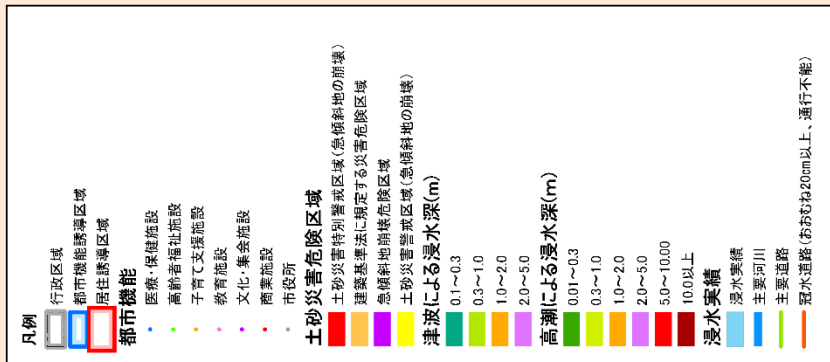 凡例
行政区域
都市機能誘導区域
居住誘導区域
都市機能
医療・保健施設
高齢者福祉施設
子育て支援施設
教育施設
文化・集会施設
商業施設
市役所
土砂災害危険区域
土砂災害特別警戒区域(急傾斜地の崩壊)
建築基準法に規定する災害危険区域
急傾斜地崩壊危険区域
土砂災害警戒区域(急傾斜地の崩壊)
津波による浸水深(m)
0.1~0.3
0.3~1.0
1.0~2.0
2.0~5.0
高潮による浸水深(m)
0.01~0.3
0.3~1.0
1.0~2.0
2.0~5.0
5.0~10.00
10.0以上
浸水実績
浸水実績
主要河川
主要道路
冠水道路(おおむね20cm以上、通行不能)